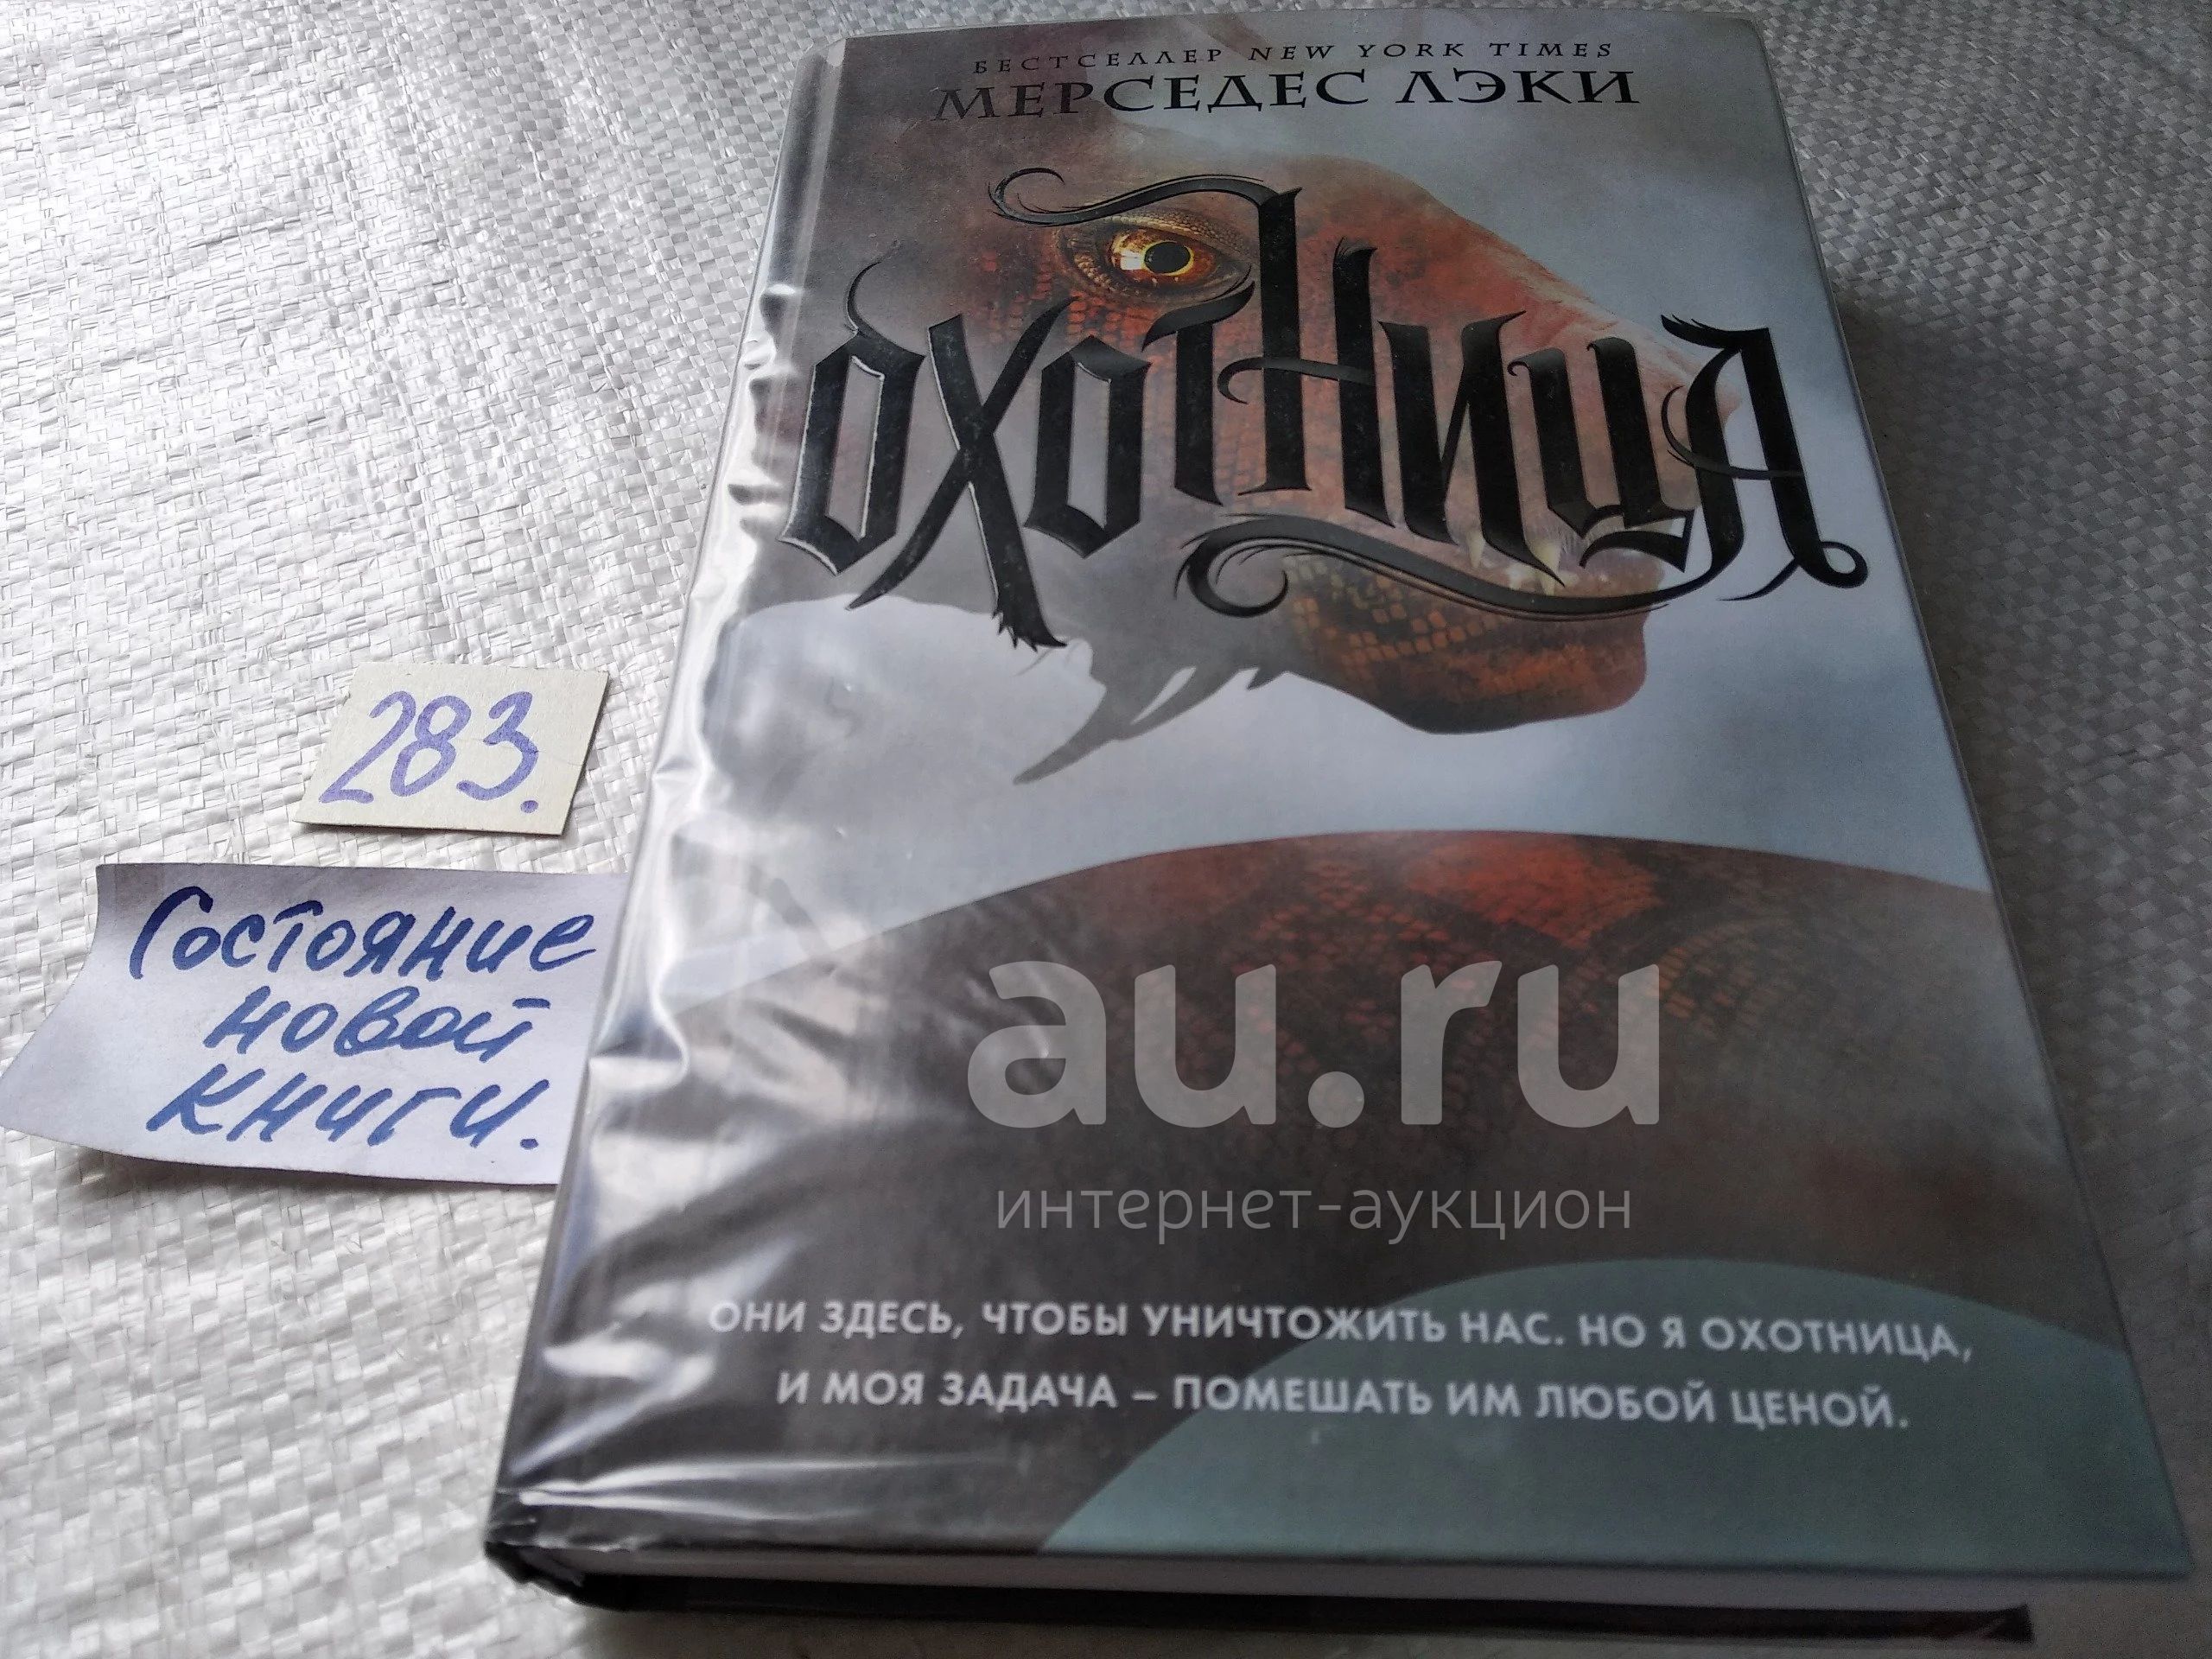 БЕСТСЕЛЛЕР NEW YORK TIMES
МЕРСЕДЕС ЛЭКИ
ОХОТНИЦА
283.
Состояние
новой
книги.
au.ru
интернет-аукцион
ОНИ ЗДЕСЬ, ЧТОБЫ УНИЧТОЖИТЬ НАС. НО Я ОХОТНИЦА,
И МОЯ ЗАДАЧА – ПОМЕШАТЬ ИМ ЛЮБОЙ ЦЕНОЙ.